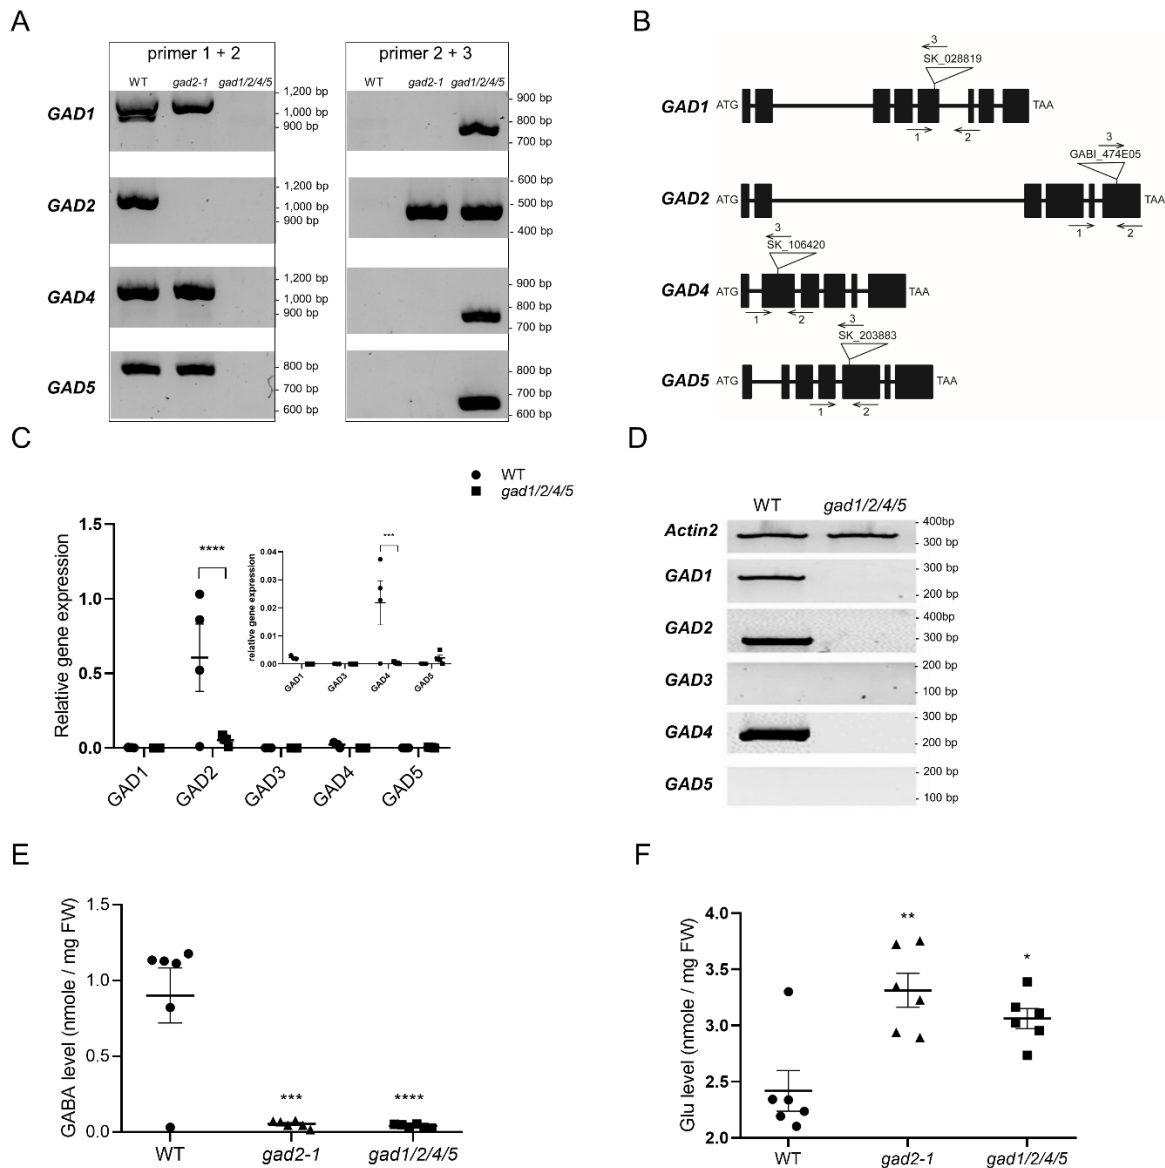 A
primer 1 + 2
primer 2 + 3
WT gad2-1 gad1/2/4/5
WT gad2-1 gad1/2/4/5
GAD1
- 1,200 bp
- 1,000 bp
- 900 bp
- 900 bp
- 800 bp
- 700 bp
GAD2
- 1,200 bp
- 1,000 bp
- 900 bp
- 600 bp
- 500 bp
- 400 bp
GAD4
- 1,200 bp
- 1,000 bp
- 900 bp
- 900 bp
- 800 bp
- 700 bp
GAD5
- 800 bp
- 700 bp
- 600 bp
- 800 bp
- 700 bp
- 600 bp
B
3
SK_028819
GAD1 ATG TAA
1 2
3
GABI_474E05
GAD2 ATG TAA
1 2
3
SK_106420
GAD4 ATG TAA
1 2
3
SK_203883
GAD5 ATG TAA
1 2
C
WT
gad1/2/4/5
Relative gene expression
1.5
1.0
0.5
0.0
****
GAD1 GAD2 GAD3 GAD4 GAD5
relative gene expression
0.04
0.03
0.02
0.01
0.00
***
GAD1 GAD3 GAD4 GAD5
D
WT gad1/2/4/5
Actin2
- 400bp
- 300 bp
GAD1
- 300 bp
- 200 bp
GAD2
- 400bp
- 300 bp
GAD3
- 200 bp
- 100 bp
GAD4
- 300 bp
- 200 bp
GAD5
- 200 bp
- 100 bp
E
GABA level (nmole / mg FW)
1.5
1.0
0.5
0.0
*** ****
WT gad2-1 gad1/2/4/5
F
Glu level (nmole / mg FW)
4.0
3.5
3.0
2.5
2.0
** *
WT gad2-1 gad1/2/4/5